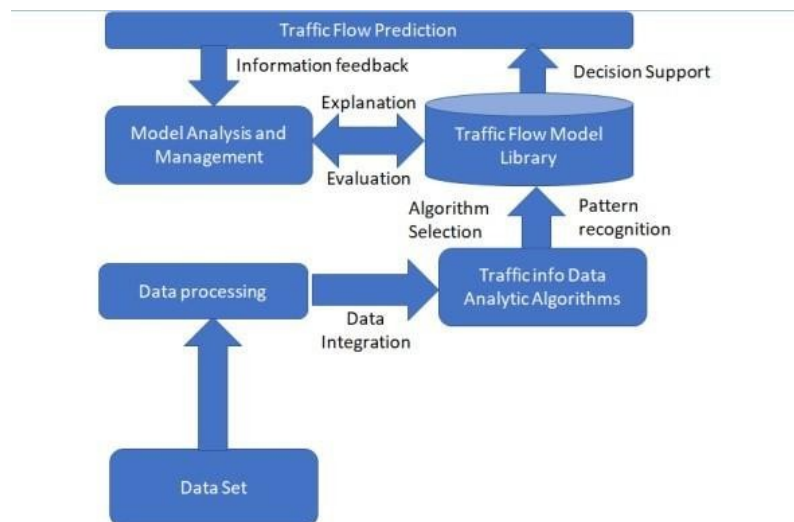 Traffic Flow Prediction
Information feedback
Decision Support
Explanation
Model Analysis and
Management
Traffic Flow Model
Library
Evaluation
Algorithm
Selection
Pattern
recognition
Data processing
Traffic info Data
Analytic Algorithms
Data
Integration
Data Set